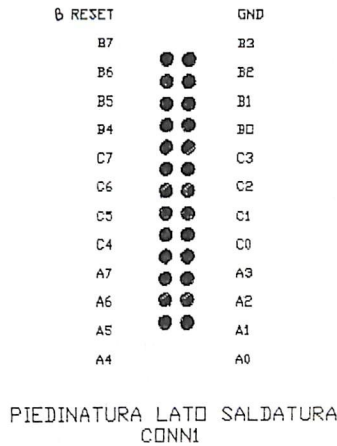 β RESET GND
B7 B3
B6 B2
B5 B1
B4 B0
C7 C3
C6 C2
C5 C1
C4 C0
A7 A3
A6 A2
A5 A1
A4 A0
PIEDINATURA LATO SALDATURA
CONN1